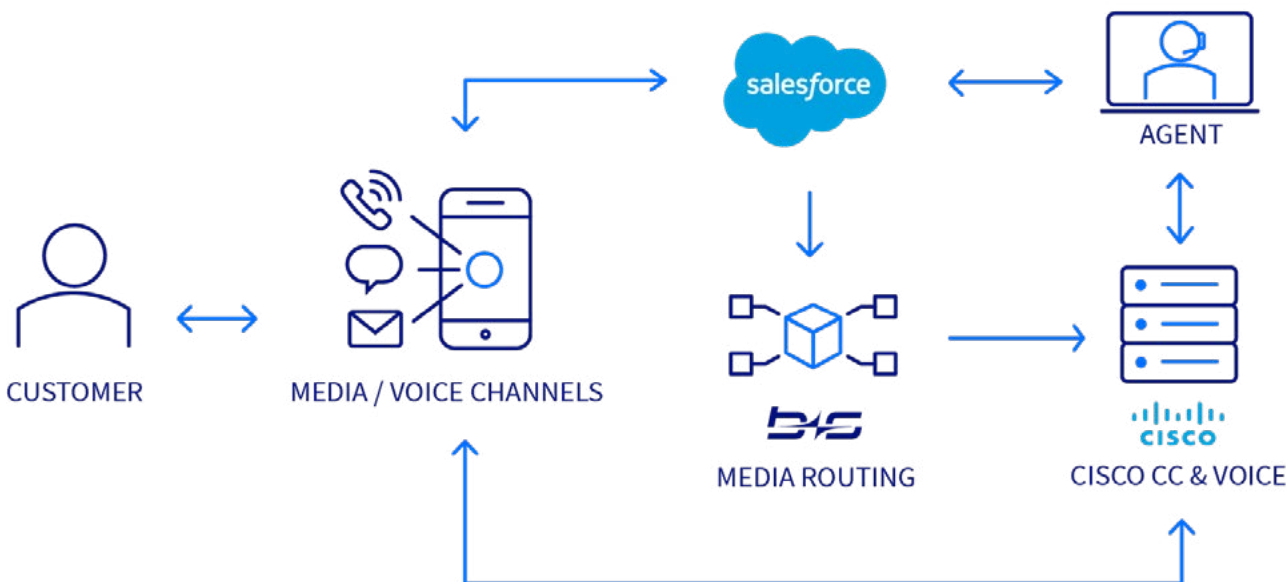 salesforce
AGENT
CUSTOMER
MEDIA / VOICE CHANNELS
MEDIA ROUTING
CISCO
CISCO CC & VOICE